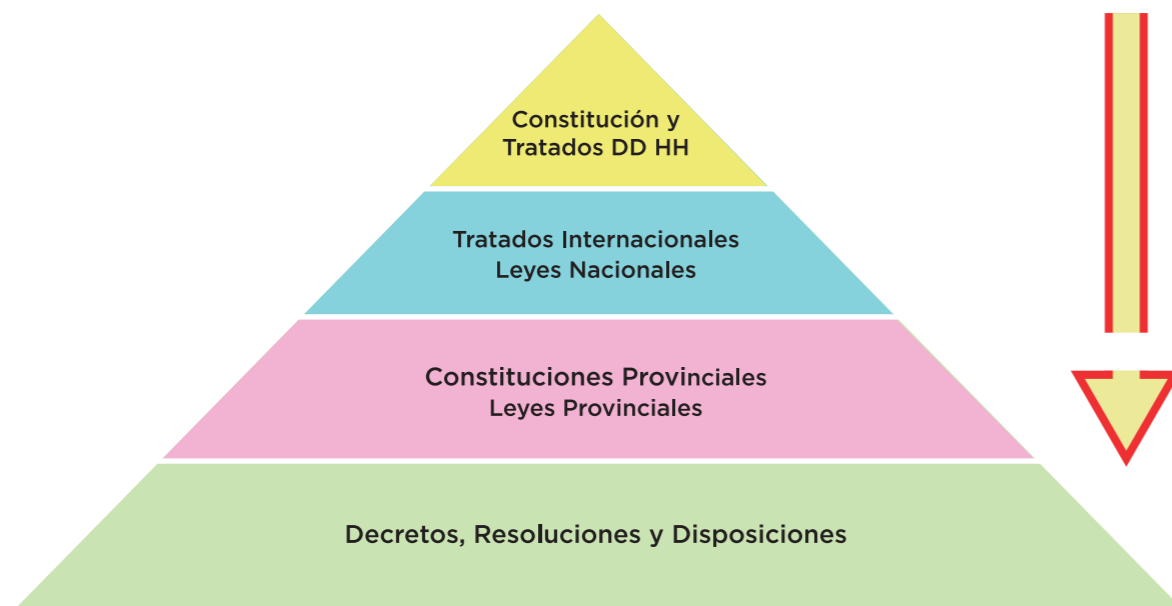 Constitución y
Tratados DD HH
Tratados Internacionales
Leyes Nacionales
Constituciones Provinciales
Leyes Provinciales
Decretos, Resoluciones y Disposiciones